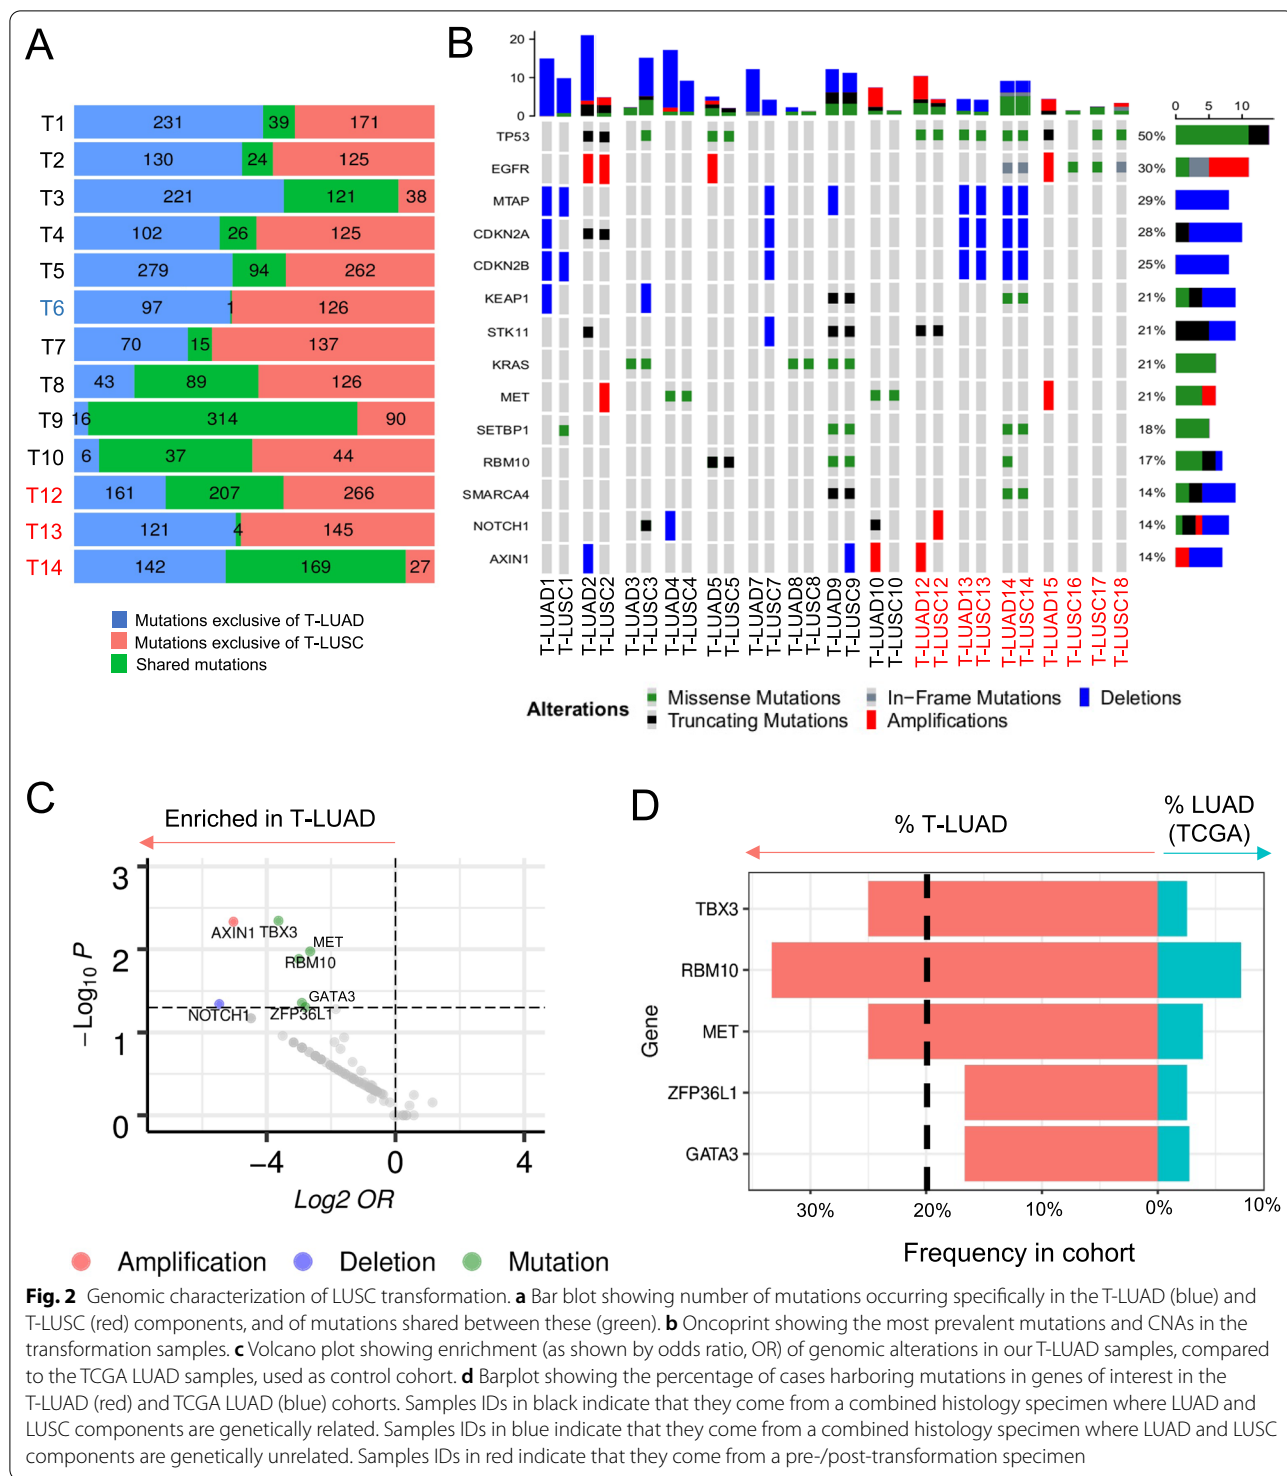 A
T1 231 39 171
T2 130 24 125
T3 221 121 38
T4 102 26 125
T5 279 94 262
T6 97 1 126
T7 70 15 137
T8 43 89 126
T9 16 314 90
T10 6 37 44
T12 161 207 266
T13 121 4 145
T14 142 169 27
Mutations exclusive of T-LUAD
Mutations exclusive of T-LUSC
Shared mutations
B
20
10
0
0 5 10
TP53 50%
EGFR 30%
MTAP 29%
CDKN2A 28%
CDKN2B 25%
KEAP1 21%
STK11 21%
KRAS 21%
MET 21%
SETBP1 18%
RBM10 17%
SMARCA4 14%
NOTCH1 14%
AXIN1 14%
T-LUAD1
T-LUSC1
T-LUAD2
T-LUSC2
T-LUAD3
T-LUSC3
T-LUAD4
T-LUSC4
T-LUAD5
T-LUSC5
T-LUAD7
T-LUSC7
T-LUAD8
T-LUSC8
T-LUAD9
T-LUSC9
T-LUAD10
T-LUSC10
T-LUAD12
T-LUSC12
T-LUAD13
T-LUSC13
T-LUAD14
T-LUSC14
T-LUAD15
T-LUSC16
T-LUSC17
T-LUSC18
Alterations
Missense Mutations
In-Frame Mutations
Deletions
Truncating Mutations
Amplifications
C
Enriched in T-LUAD
−Log10 P
3
2
1
0
AXIN1 TBX3
MET
RBM10
GATA3
NOTCH1 ZFP36L1
−4 0 4
Log2 OR
Amplification Deletion Mutation
D
% T-LUAD
% LUAD
(TCGA)
Gene
TBX3
RBM10
MET
ZFP36L1
GATA3
30% 20% 10% 0% 10%
Frequency in cohort
Fig. 2 Genomic characterization of LUSC transformation. a Bar blot showing number of mutations occurring specifically in the T-LUAD (blue) and
T-LUSC (red) components, and of mutations shared between these (green). b Oncoprint showing the most prevalent mutations and CNAs in the
transformation samples. c Volcano plot showing enrichment (as shown by odds ratio, OR) of genomic alterations in our T-LUAD samples, compared
to the TCGA LUAD samples, used as control cohort. d Barplot showing the percentage of cases harboring mutations in genes of interest in the
T-LUAD (red) and TCGA LUAD (blue) cohorts. Samples IDs in black indicate that they come from a combined histology specimen where LUAD and
LUSC components are genetically related. Samples IDs in blue indicate that they come from a combined histology specimen where LUAD and LUSC
components are genetically unrelated. Samples IDs in red indicate that they come from a pre-/post-transformation specimen